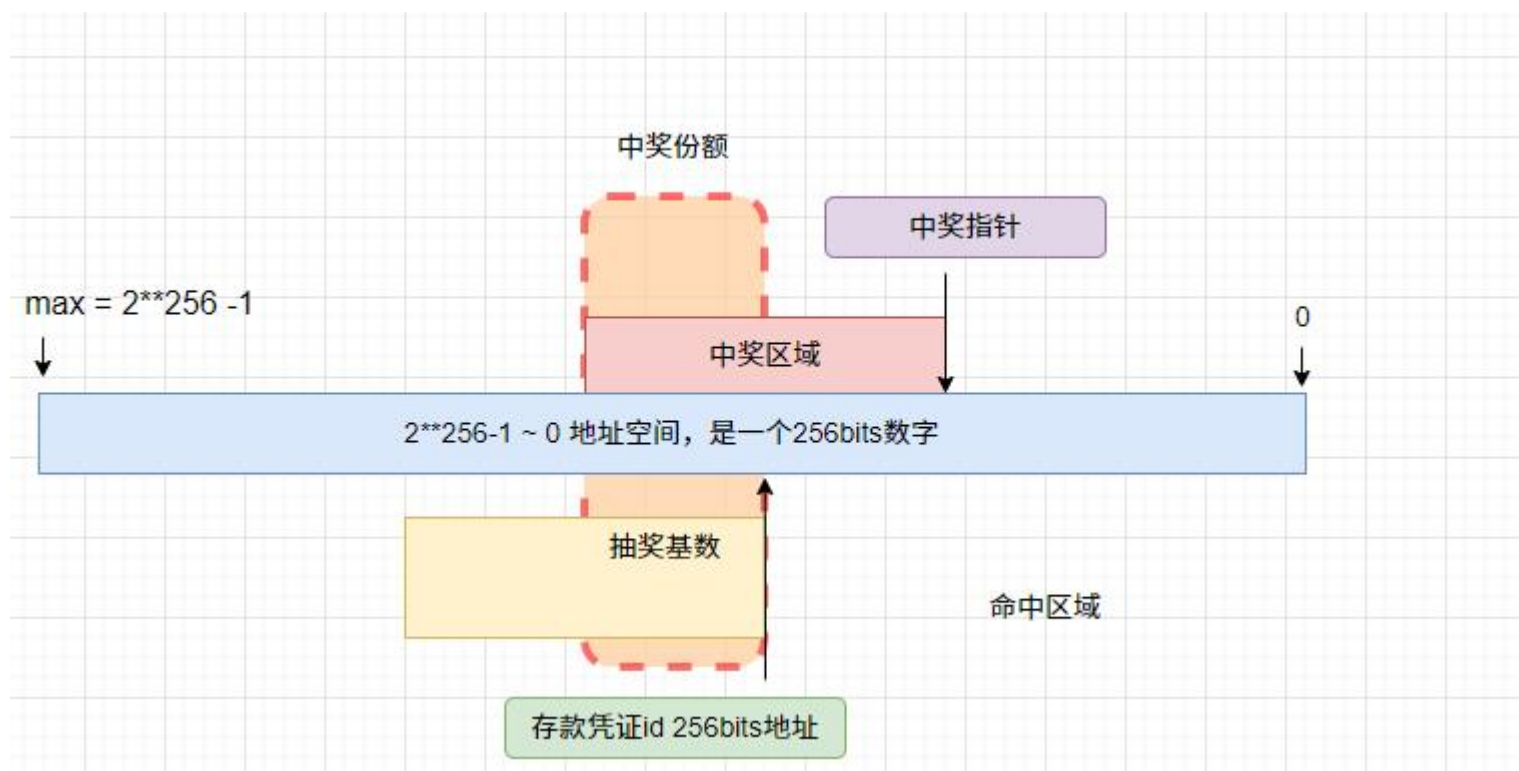 中奖份额
中奖指针
max = 2**256 -1
0
中奖区域
2**256-1 ~ 0 地址空间，是一个256bits数字
抽奖基数
命中区域
存款凭证id 256bits地址